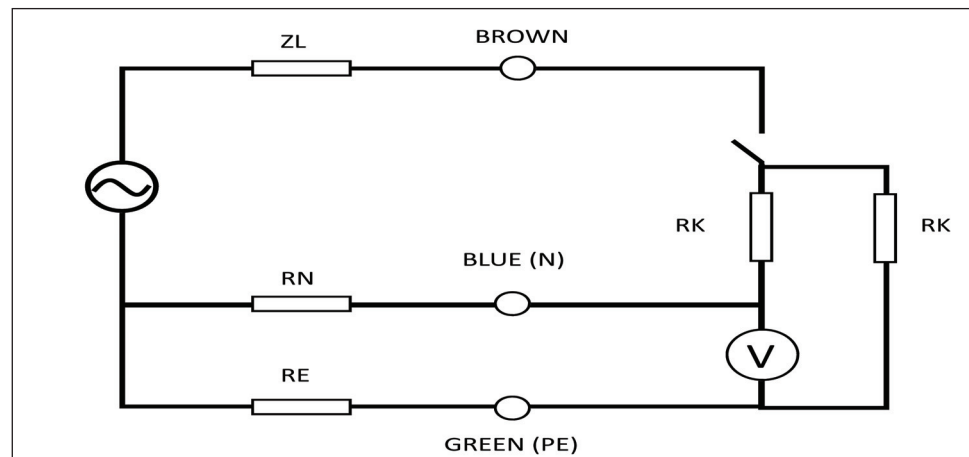 ZL
BROWN
RK
RK
BLUE (N)
RN
V
RE
GREEN (PE)